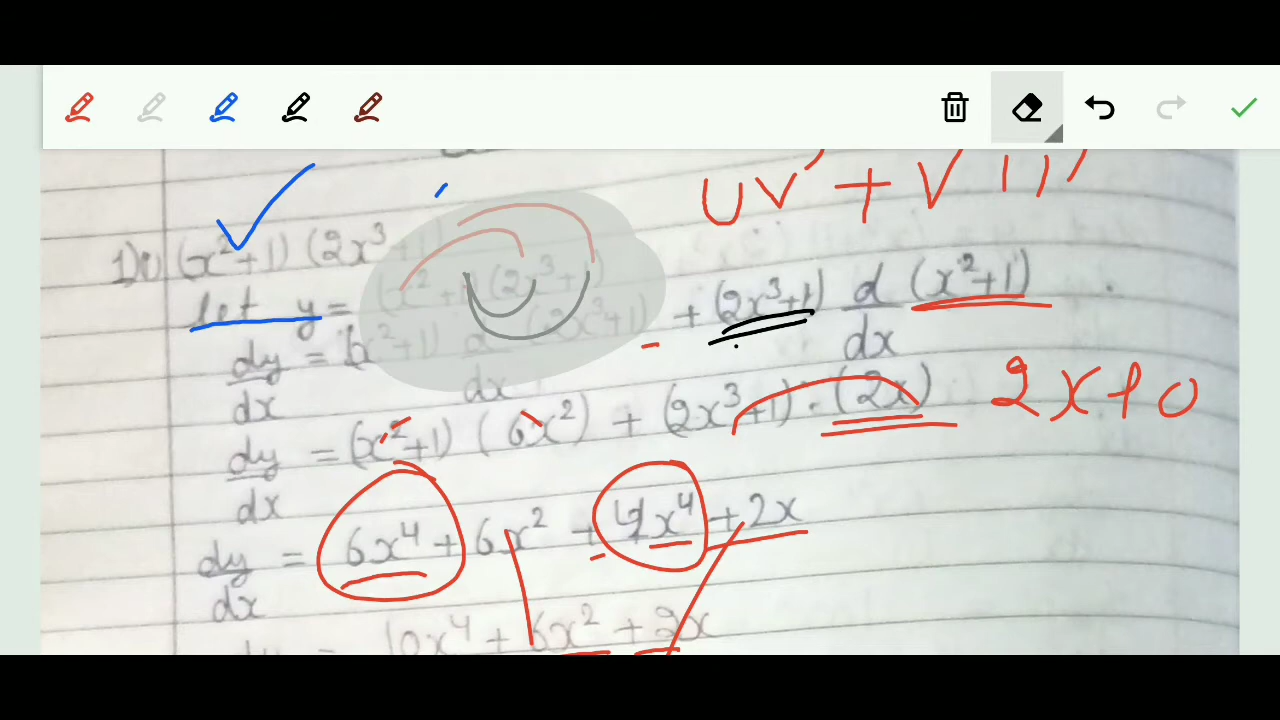 uv' + v
1) i) (x²+1) (2x³+1)
let y = (x²+1) (2x³+1)
dy/dx = (x²+1) d/dx (2x³+1) + (2x³+1) d/dx (x²+1)
dy/dx = (x²+1) (6x²) + (2x³+1) · (2x) 2x+0
dy/dx = 6x⁴ + 6x² + 4x⁴ + 2x
10x⁴ + 6x² + 2x